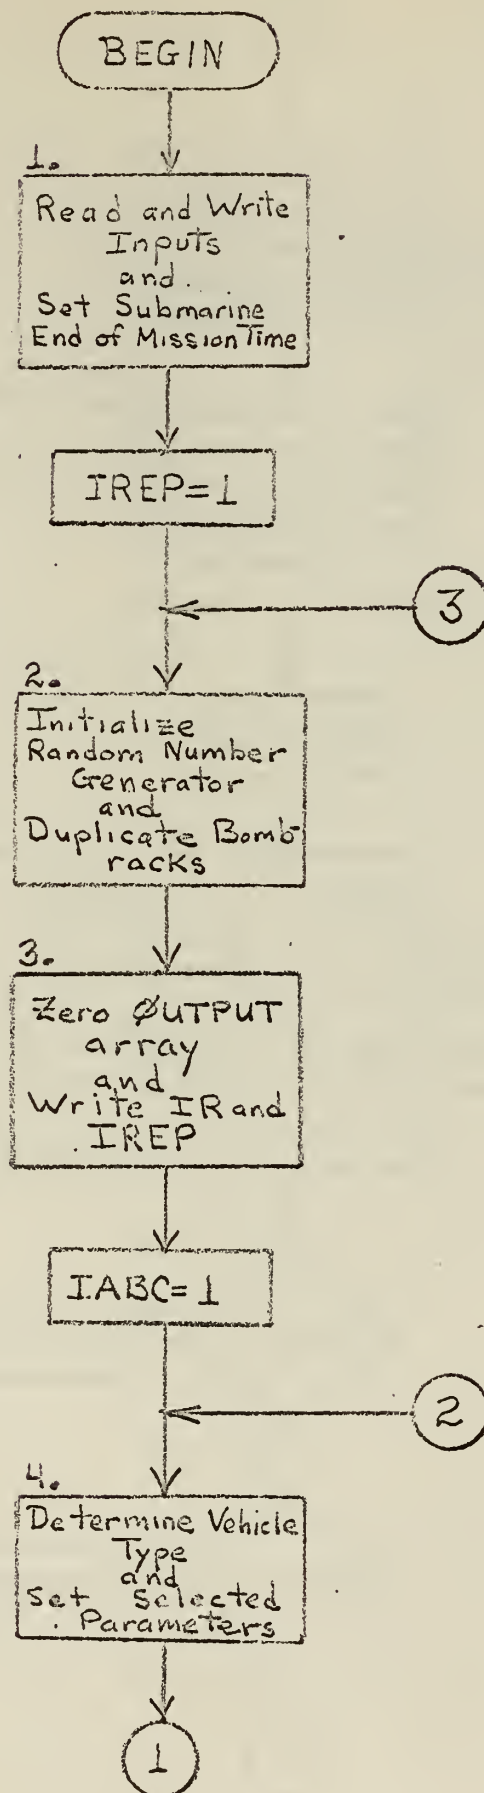 BEGIN
1.
Read and Write
Inputs
and
Set Submarine
End of Mission Time
IREP=1
3
2.
Initialize
Random Number
Generator
and
Duplicate Bomb-
racks
3.
Zero ØUTPUT
array
and
Write IR and
IREP
IABC=1
2
4.
Determine Vehicle
Type
and
set selected
Parameters
1